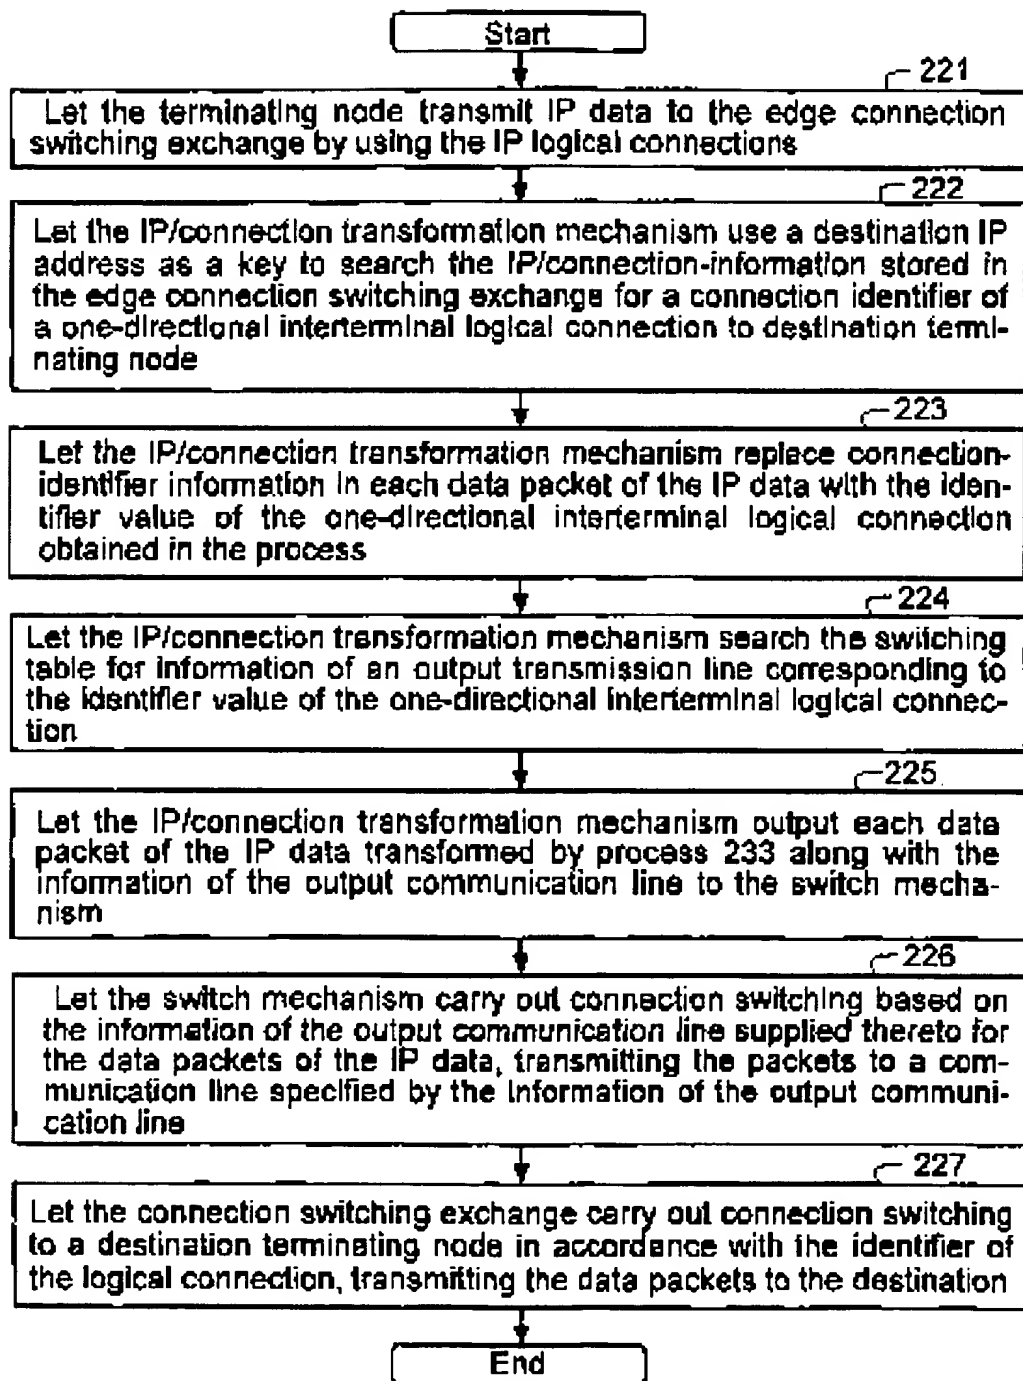 Start
221
Let the terminating node transmit IP data to the edge connection
switching exchange by using the IP logical connections
222
Let the IP/connection transformation mechanism use a destination IP
address as a key to search the IP/connection-information stored in
the edge connection switching exchange for a connection identifier of
a one-directional interterminal logical connection to destination termi-
nating node
223
Let the IP/connection transformation mechanism replace connection-
identifier information in each data packet of the IP data with the iden-
tifier value of the one-directional interterminal logical connection
obtained in the process
224
Let the IP/connection transformation mechanism search the switching
table for information of an output transmission line corresponding to
the identifier value of the one-directional interterminal logical connec-
tion
225
Let the IP/connection transformation mechanism output each data
packet of the IP data transformed by process 233 along with the
information of the output communication line to the switch mecha-
nism
226
Let the switch mechanism carry out connection switching based on
the information of the output communication line supplied thereto for
the data packets of the IP data, transmitting the packets to a com-
munication line specified by the information of the output communi-
cation line
227
Let the connection switching exchange carry out connection switching
to a destination terminating node in accordance with the identifier of
the logical connection, transmitting the data packets to the destination
End